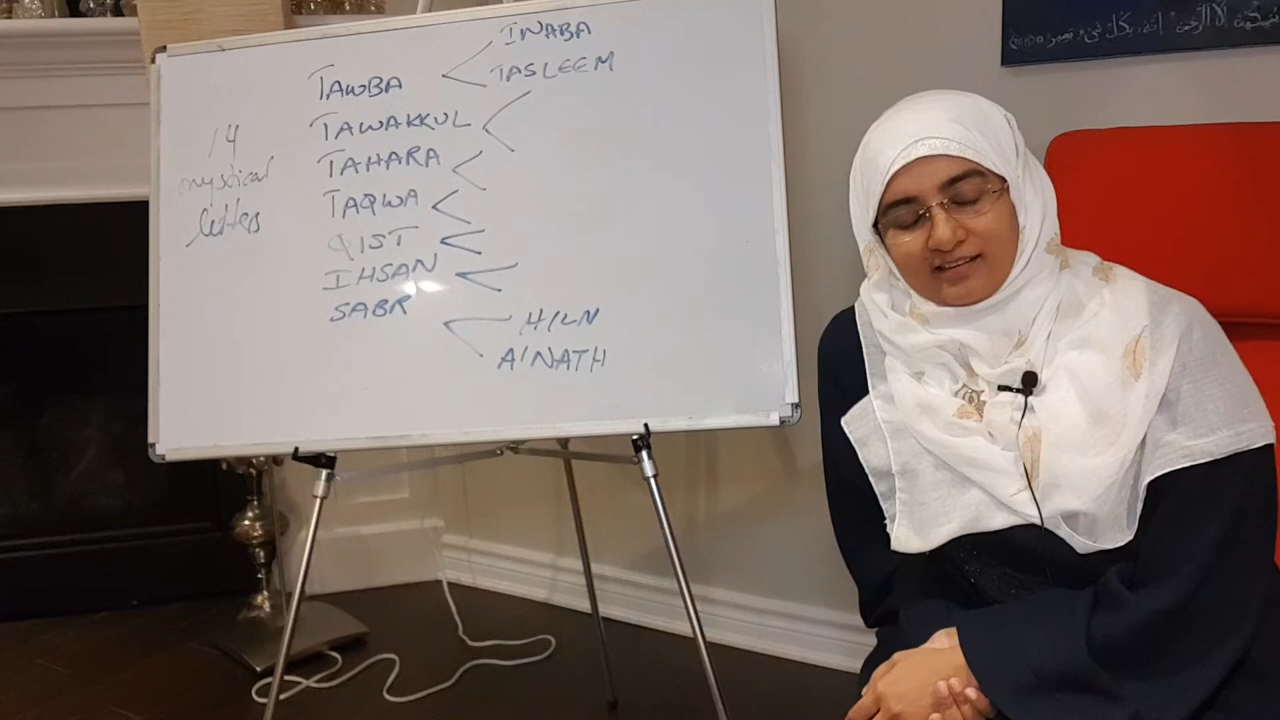 14
mystical
letters
TAWBA
INABA
TASLEEM
TAWAKKUL
TAHARA
TAQWA
QIST
IHSAN
SABR
HILM
A'NATH